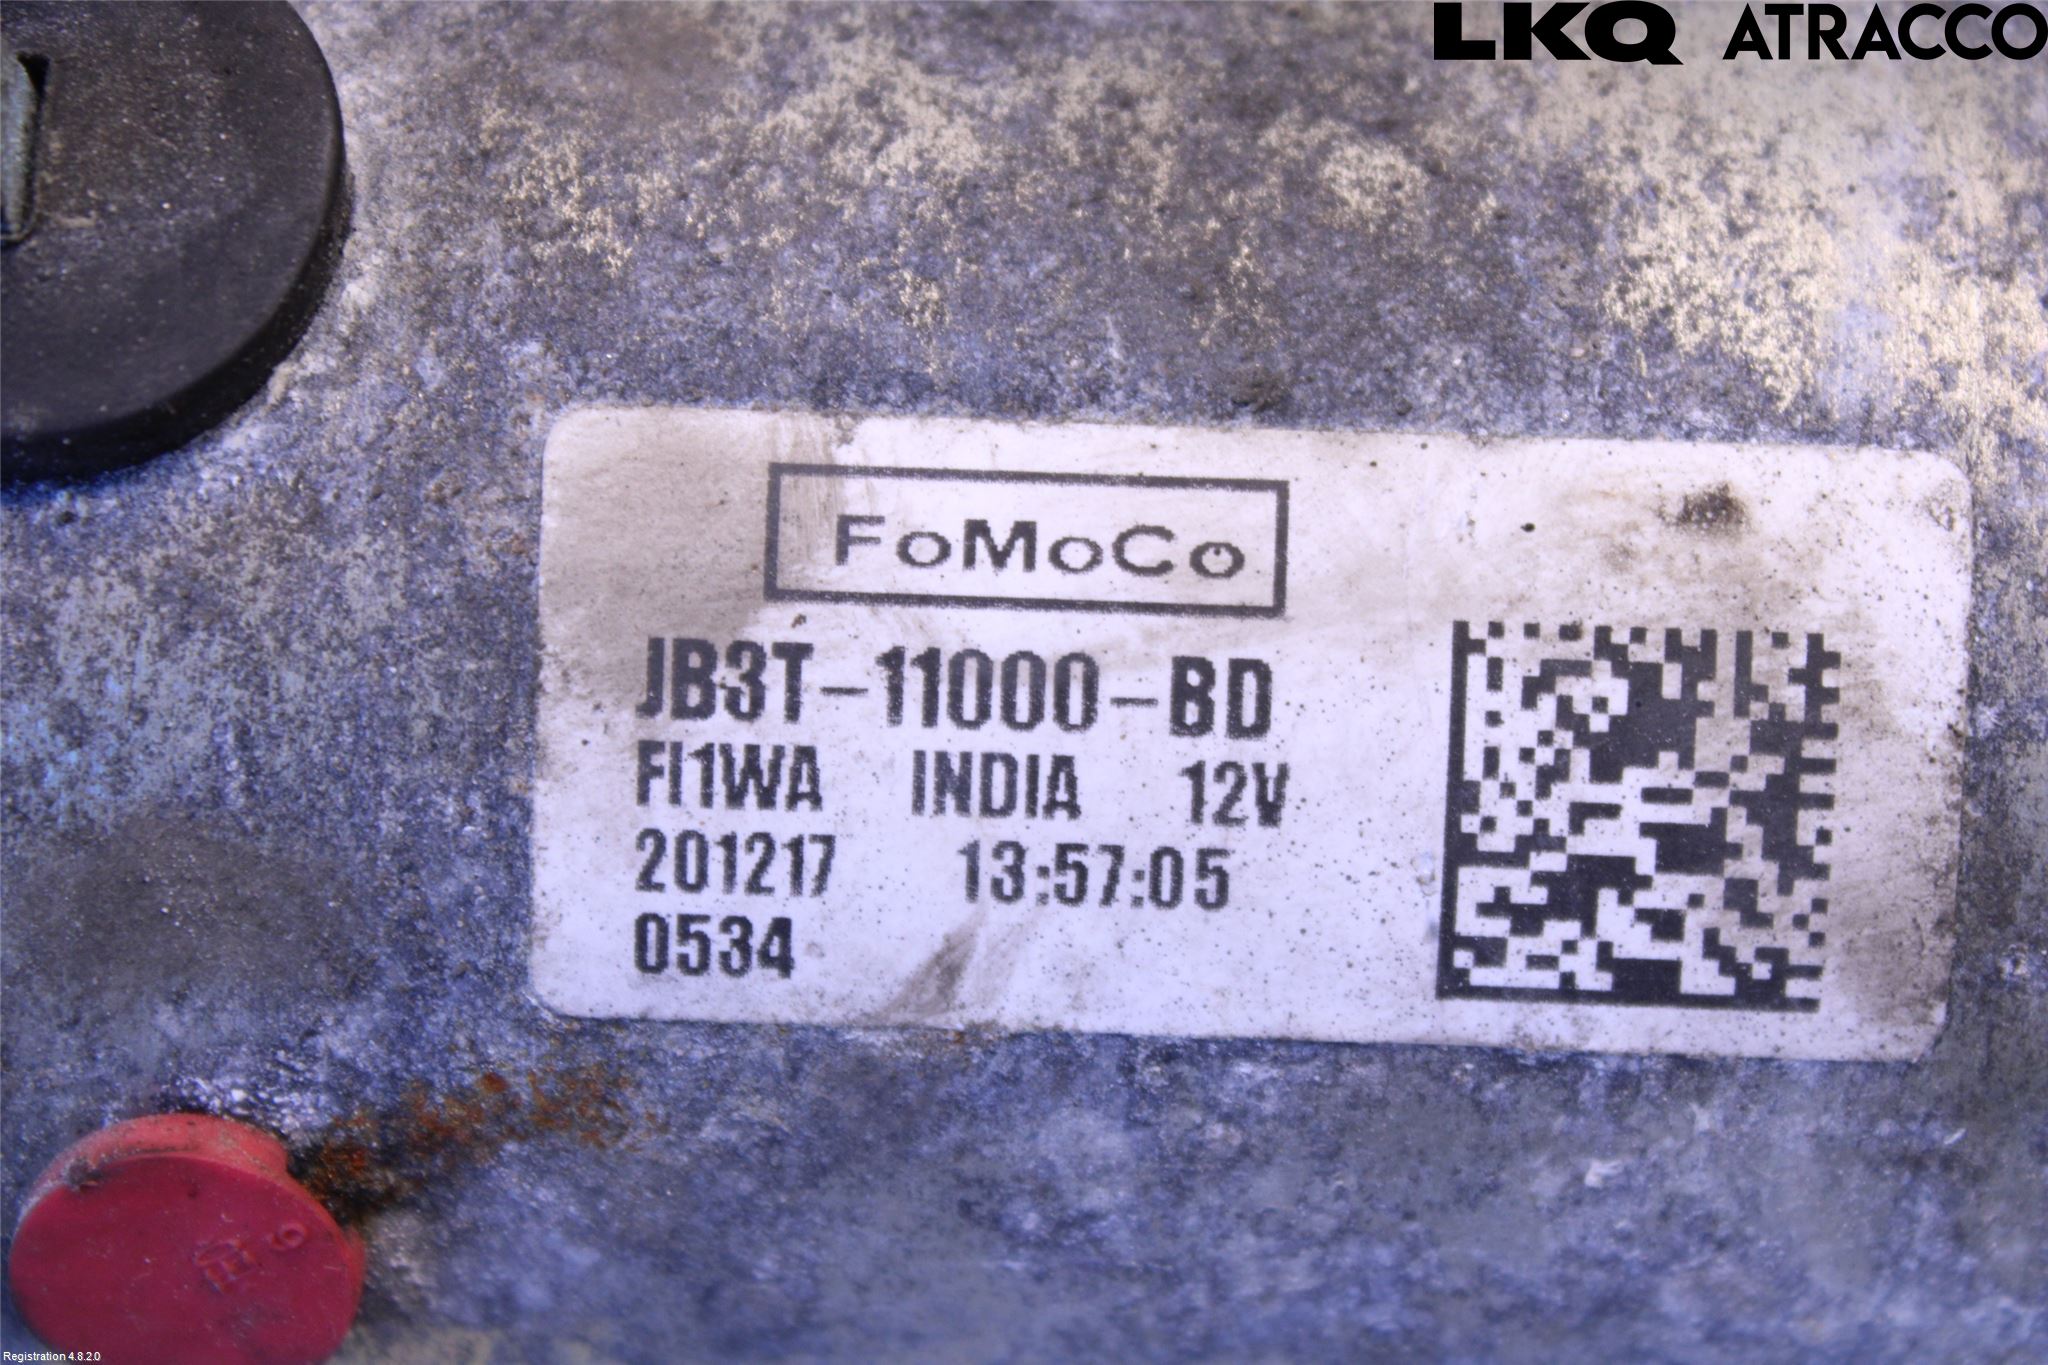 LKQ ATRACCO
FoMoCo
JB3T-11000-BD
FI1WA INDIA 12V
201217 13:57:05
0534
Registration 4.8.2.0